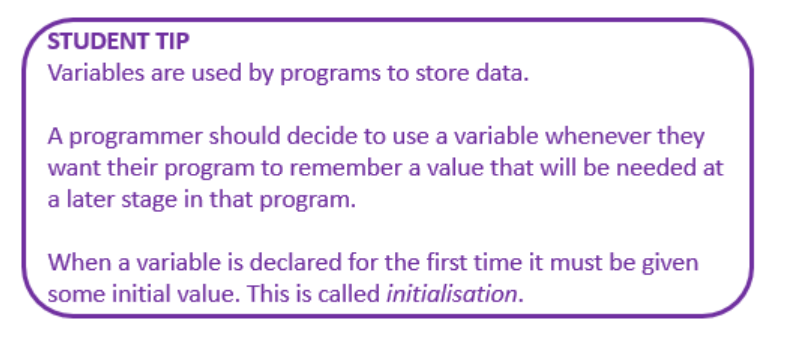 STUDENT TIP
Variables are used by programs to store data.
A programmer should decide to use a variable whenever they
want their program to remember a value that will be needed at
a later stage in that program.
When a variable is declared for the first time it must be given
some initial value. This is called initialisation.